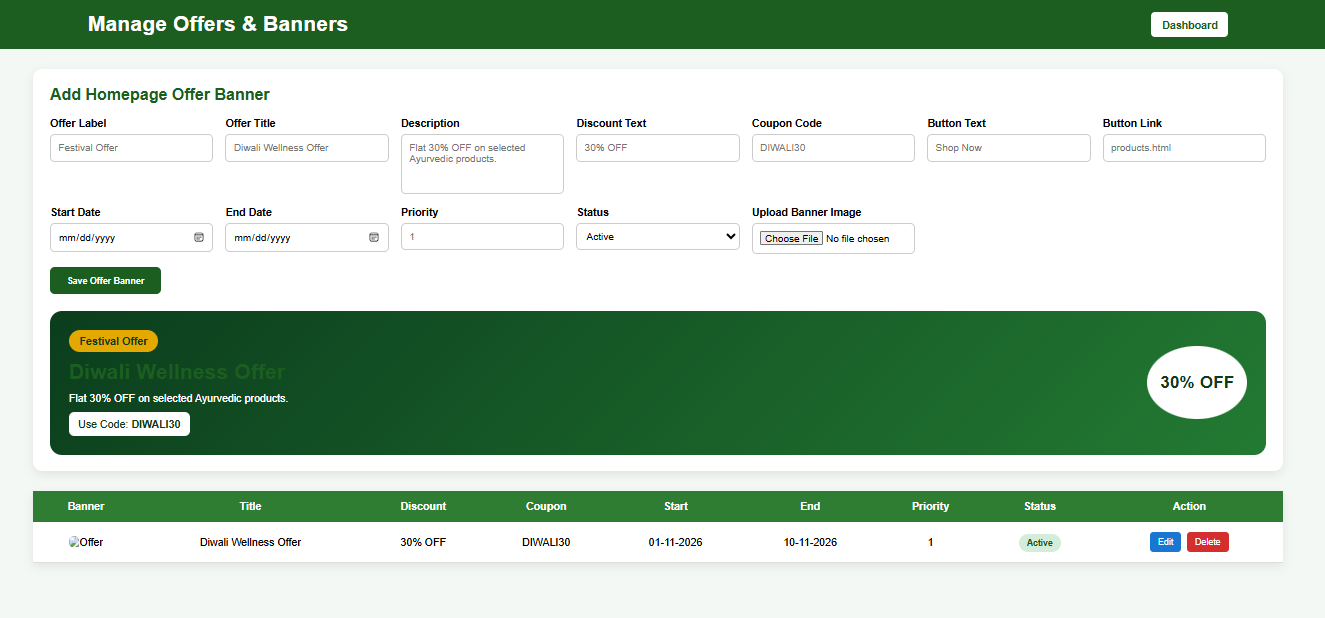 Manage Offers & Banners
Dashboard
Add Homepage Offer Banner
Offer Label
Offer Title
Description
Discount Text
Coupon Code
Button Text
Button Link
Festival Offer
Diwali Wellness Offer
Flat 30% OFF on selected
Ayurvedic products.
30% OFF
DIWALI30
Shop Now
products.html
Start Date
End Date
Priority
Status
Upload Banner Image
mm/dd/yyyy
mm/dd/yyyy
1
Active
Choose File No file chosen
Save Offer Banner
Festival Offer
Diwali Wellness Offer
Flat 30% OFF on selected Ayurvedic products.
Use Code: DIWALI30
30% OFF
Banner Title Discount Coupon Start End Priority Status Action
Offer Diwali Wellness Offer 30% OFF DIWALI30 01-11-2026 10-11-2026 1 Active Edit Delete